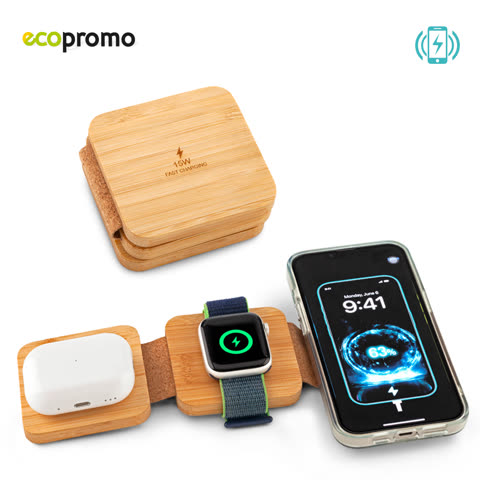 ecopromo
15W
FAST CHARGING
Monday, June 6
9:41
63%